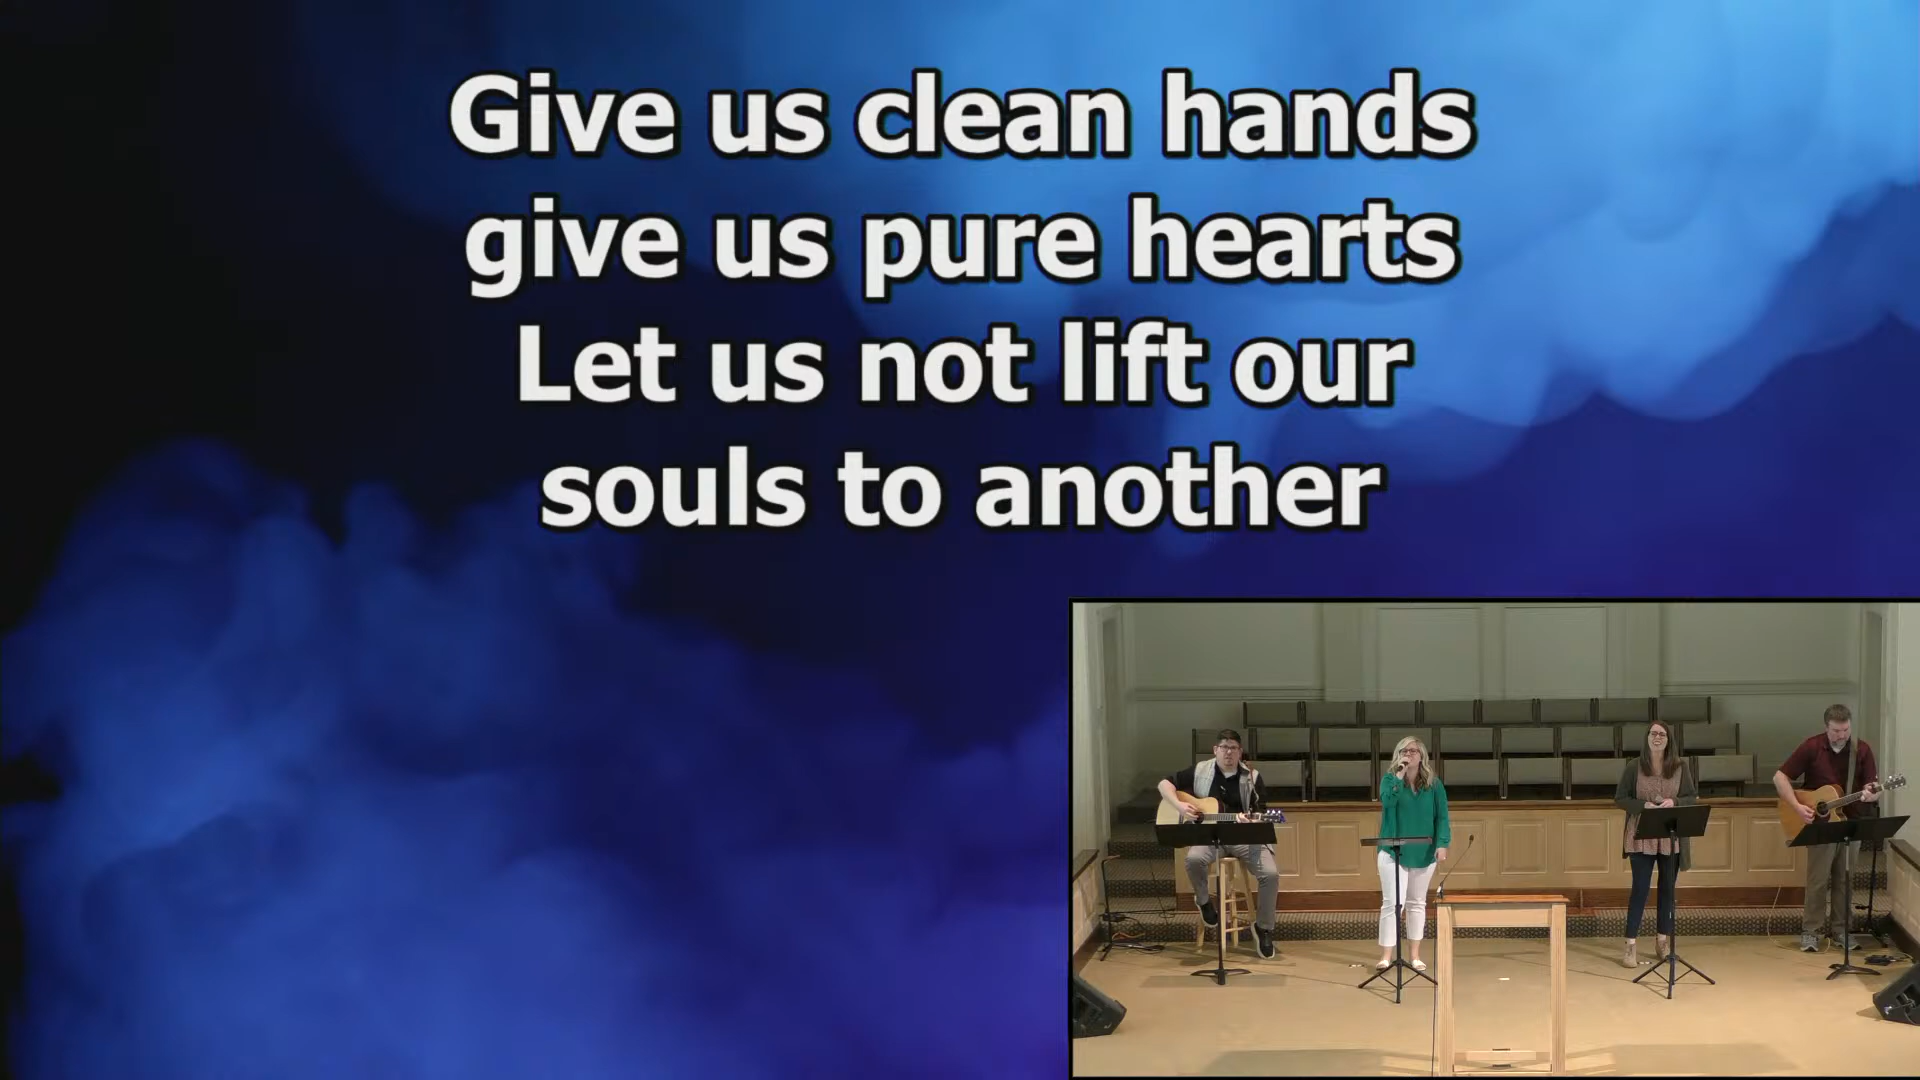 Give us clean hands
give us pure hearts
Let us not lift our
souls to another